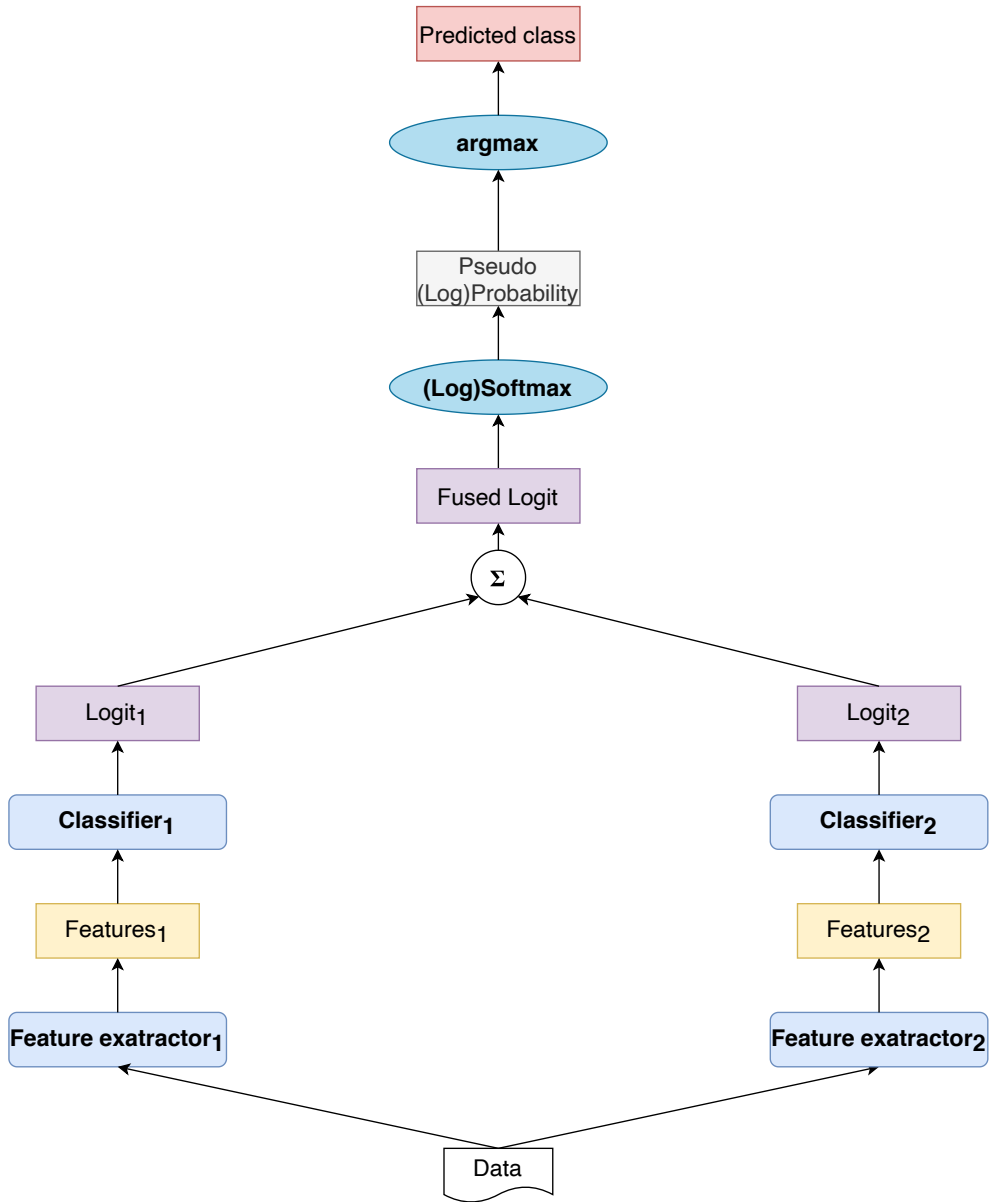 Predicted class
argmax
Pseudo
(Log)Probability
(Log)Softmax
Fused Logit
Σ
Logit1
Logit2
Classifier1
Classifier2
Features1
Features2
Feature exatractor1
Feature exatractor2
Data